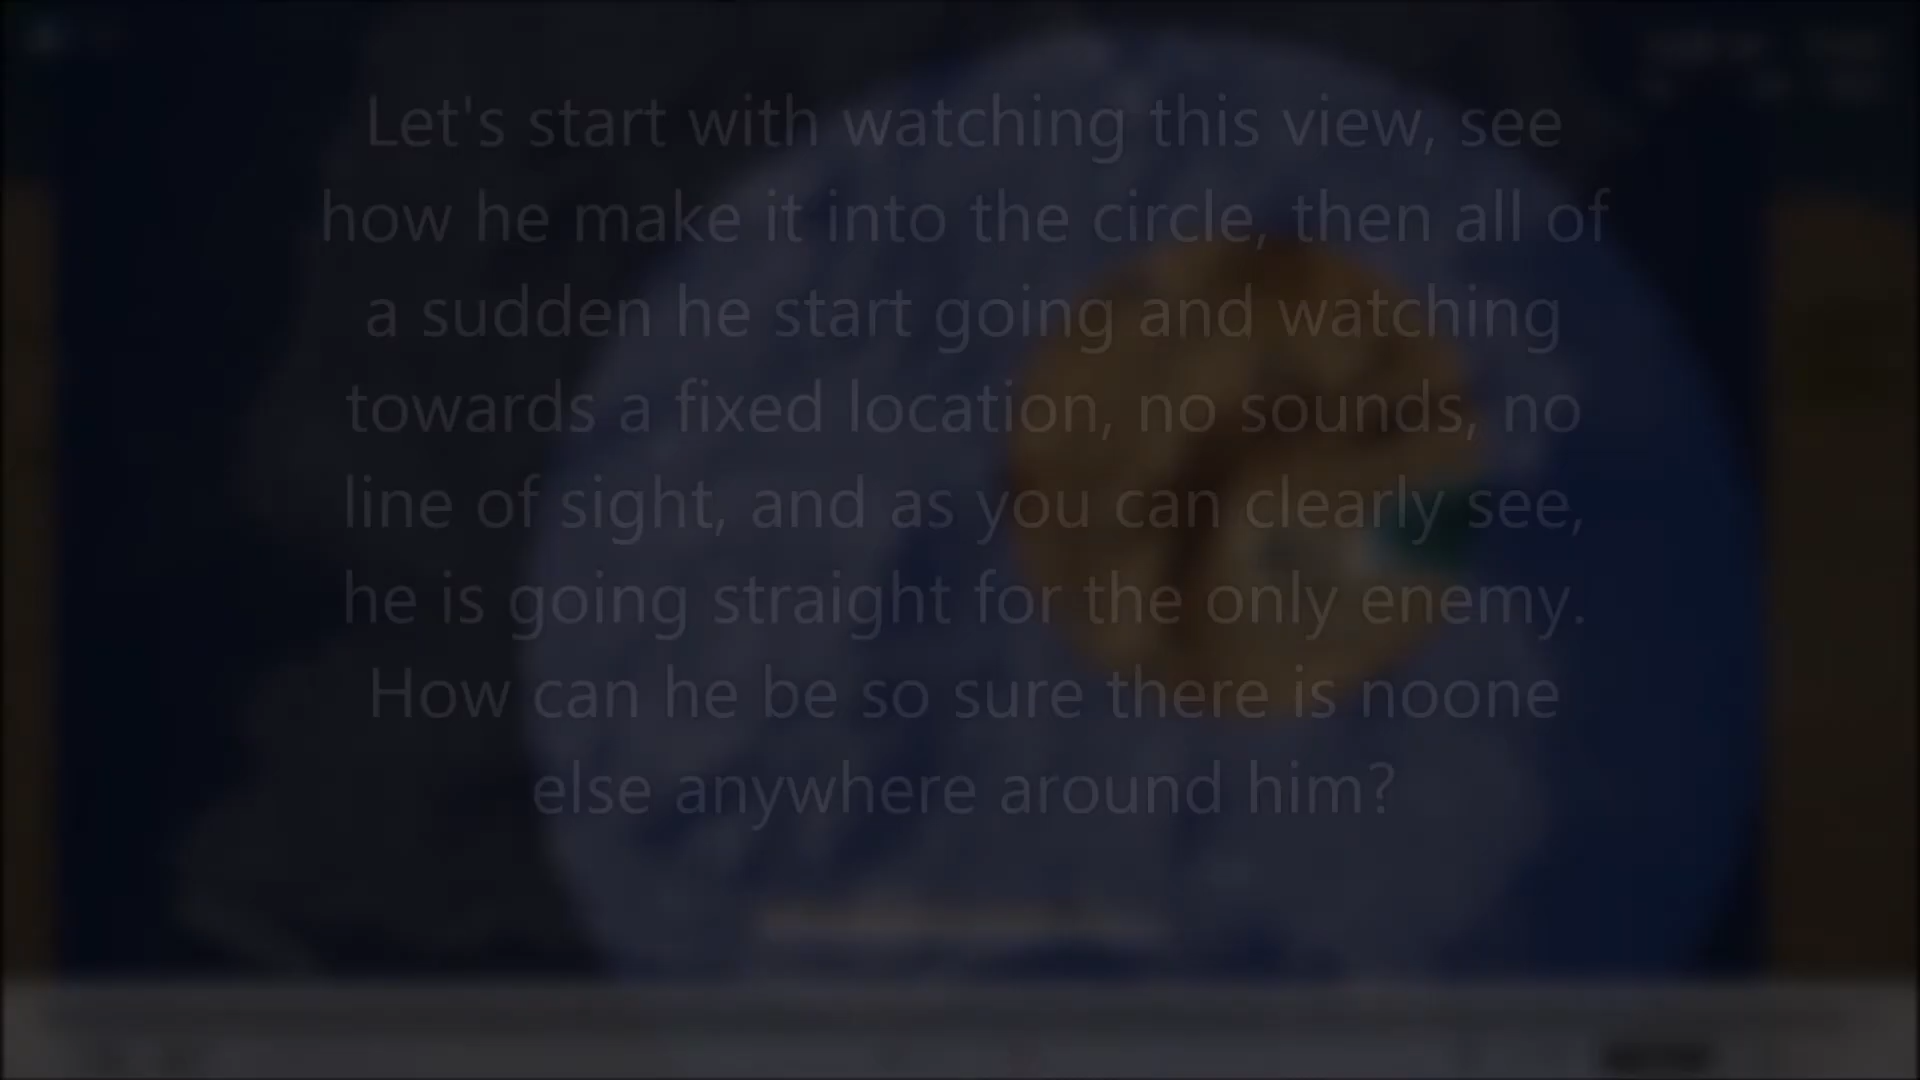 Let's start with watching this view, see
how he make it into the circle, then all of
a sudden he start going and watching
towards a fixed location, no sounds, no
line of sight, and as you can clearly see,
he is going straight for the only enemy.
How can he be so sure there is noone
else anywhere around him?